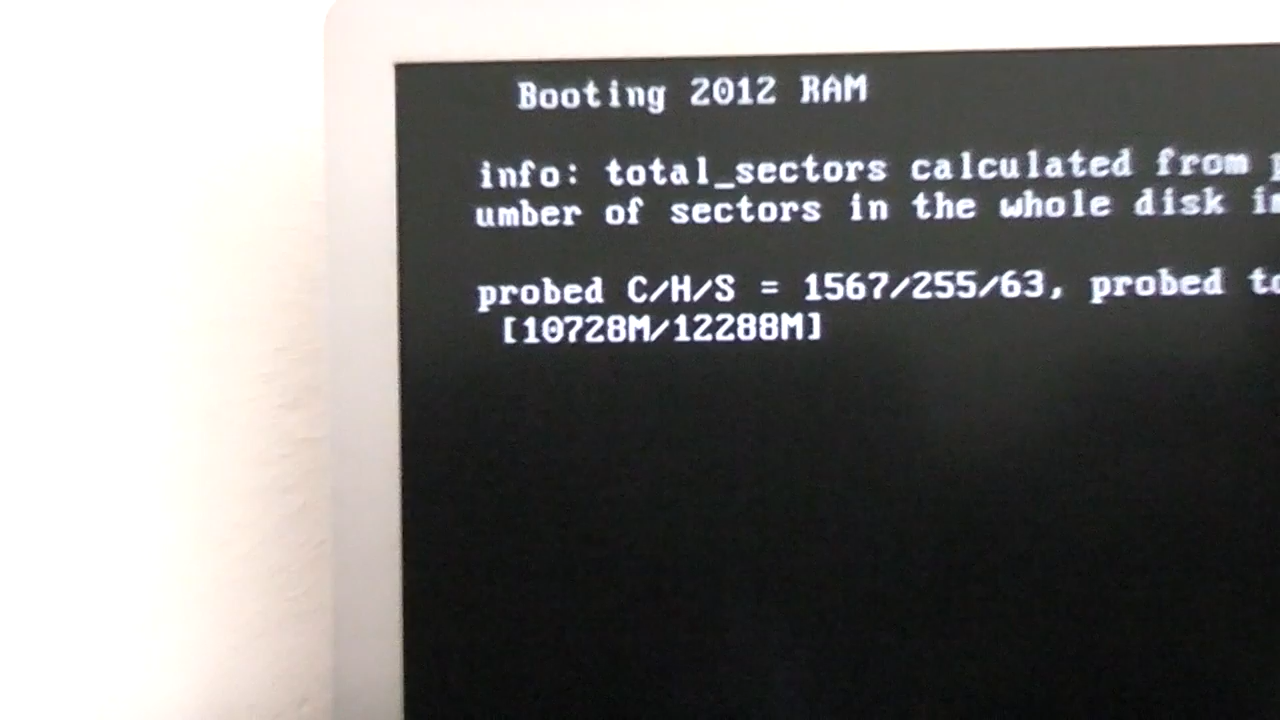 Booting 2012 RAM
info: total_sectors calculated from
umber of sectors in the whole disk
probed C/H/S = 1567/255/63, probed
[10728M/12288M]